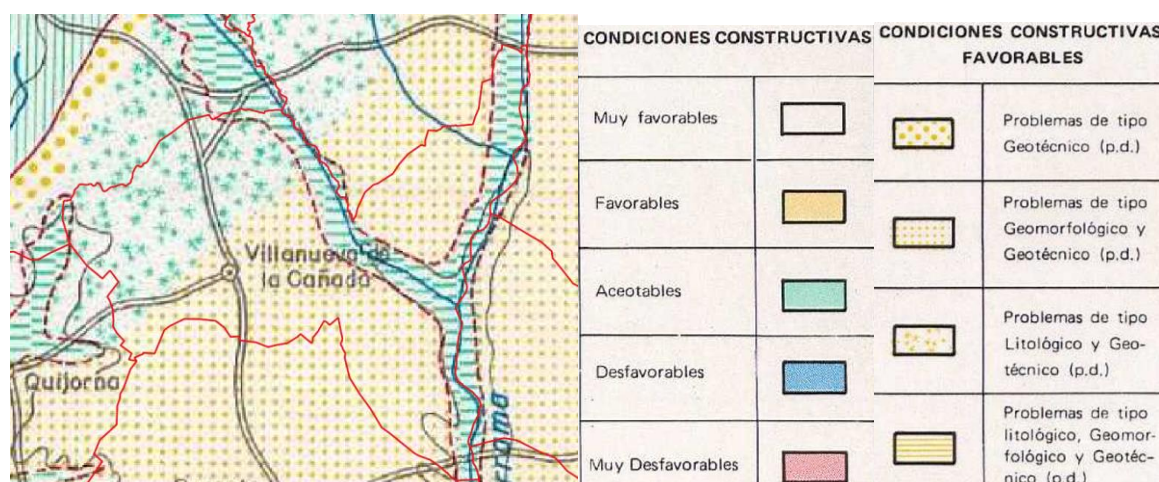 Villanueva de
la Cañada
Quijorna
CONDICIONES CONSTRUCTIVAS
Muy favorables
Favorables
Aceotables
Desfavorables
Muy Desfavorables
CONDICIONES CONSTRUCTIVAS
FAVORABLES
Problemas de tipo
Geotécnico (p.d.)
Problemas de tipo
Geomorfológico y
Geotécnico (p.d.)
Problemas de tipo
Litológico y Geo-
técnico (p.d.)
Problemas de tipo
litológico, Geomor-
fológico y Geotéc-
nico (p.d.)